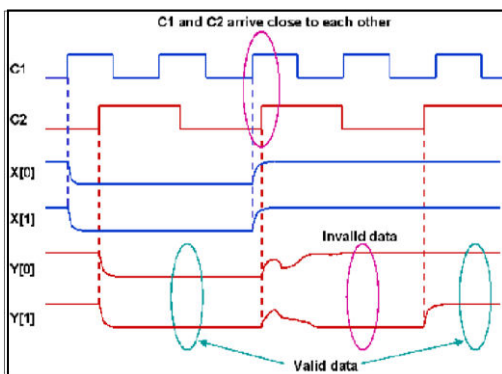 C1 and C2 arrive close to each other
C1
C2
X[0]
X[1]
Invalid data
Y[0]
Y[1]
Valid data